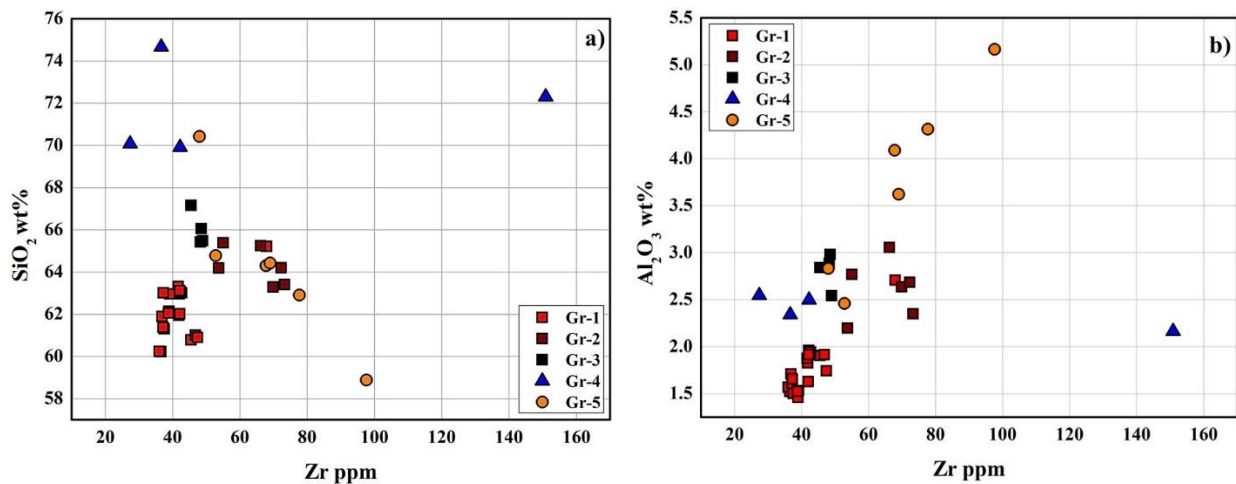 a)
SiO2 wt%
76
74
72
70
68
66
64
62
60
58
20 40 60 80 100 120 140 160
Zr ppm
Gr-1
Gr-2
Gr-3
Gr-4
Gr-5
b)
Al2O3 wt%
5.5
5.0
4.5
4.0
3.5
3.0
2.5
2.0
1.5
20 40 60 80 100 120 140 160
Zr ppm
Gr-1
Gr-2
Gr-3
Gr-4
Gr-5